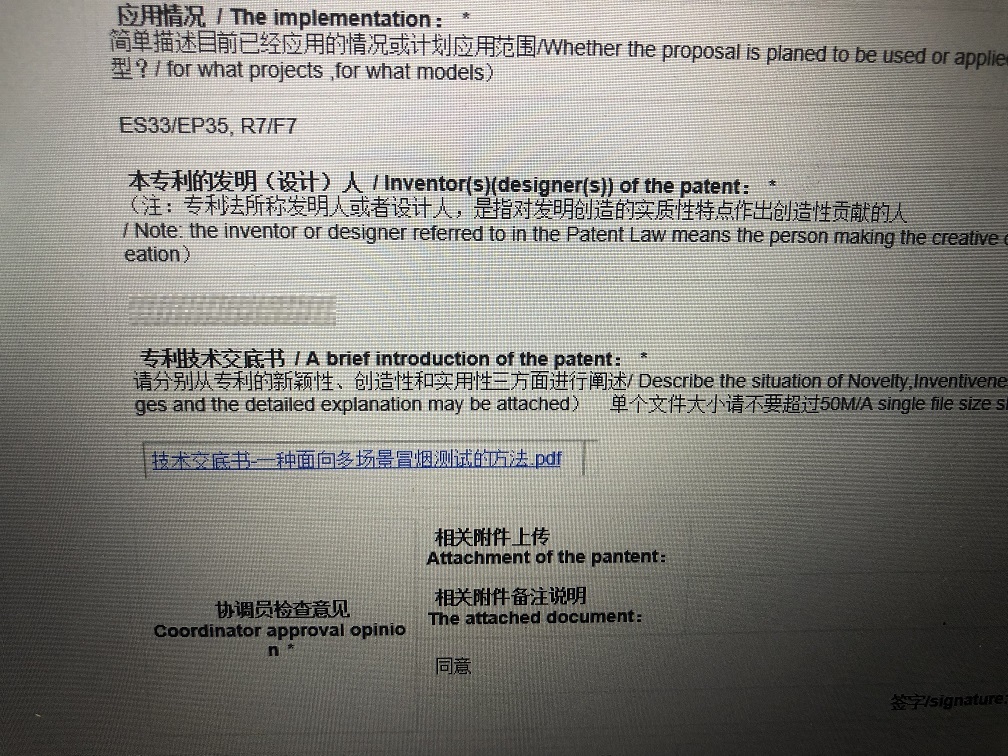 应用情况 / The implementation： *
简单描述目前已经应用的情况或计划应用范围/Whether the proposal is planed to be used or applie
型？/ for what projects ,for what models）
ES33/EP35, R7/F7
本专利的发明（设计）人 / Inventor(s)(designer(s)) of the patent： *
（注：专利法所称发明人或者设计人，是指对发明创造的实质性特点作出创造性贡献的人
/ Note: the inventor or designer referred to in the Patent Law means the person making the creative
eation）
专利技术交底书 / A brief introduction of the patent： *
请分别从专利的新颖性、创造性和实用性三方面进行阐述/ Describe the situation of Novelty,Inventivene
ges and the detailed explanation may be attached） 单个文件大小请不要超过50M/A single file size s
技术交底书-一种面向多场景冒烟测试的方法.pdf
相关附件上传
Attachment of the pantent：
协调员检查意见
Coordinator approval opinio
n *
相关附件备注说明
The attached document：
同意
签字/signature: